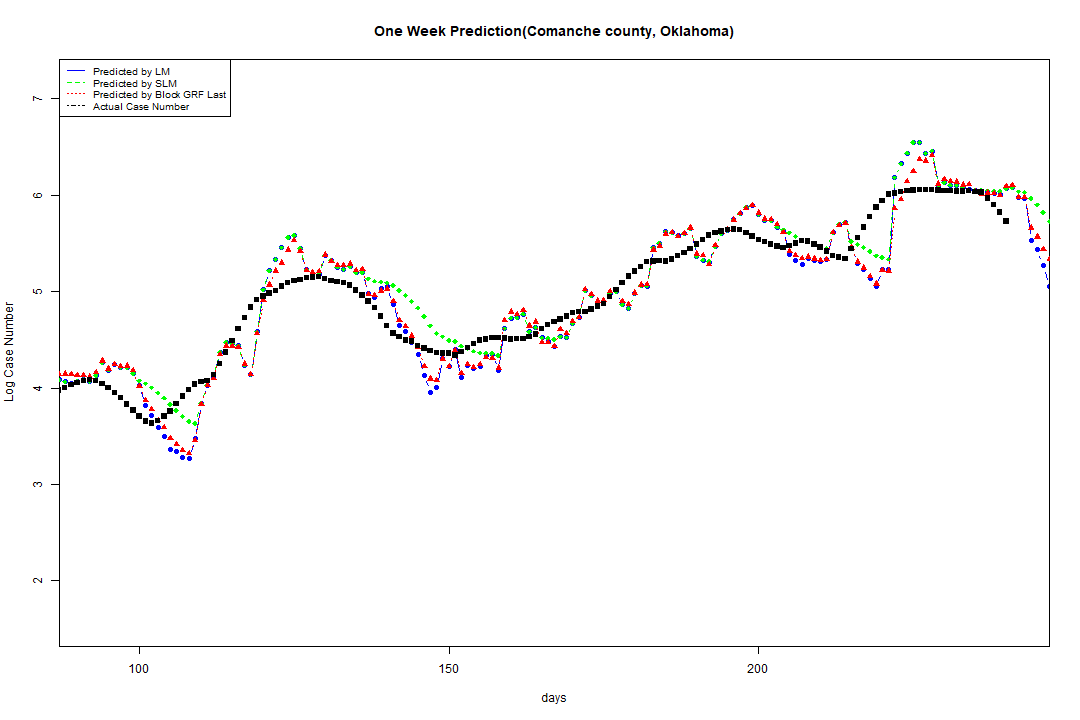 One Week Prediction(Comanche county, Oklahoma)
Predicted by LM
Predicted by SLM
Predicted by Block GRF Last
Actual Case Number
7
6
5
4
3
2
Log Case Number
100 150 200
days